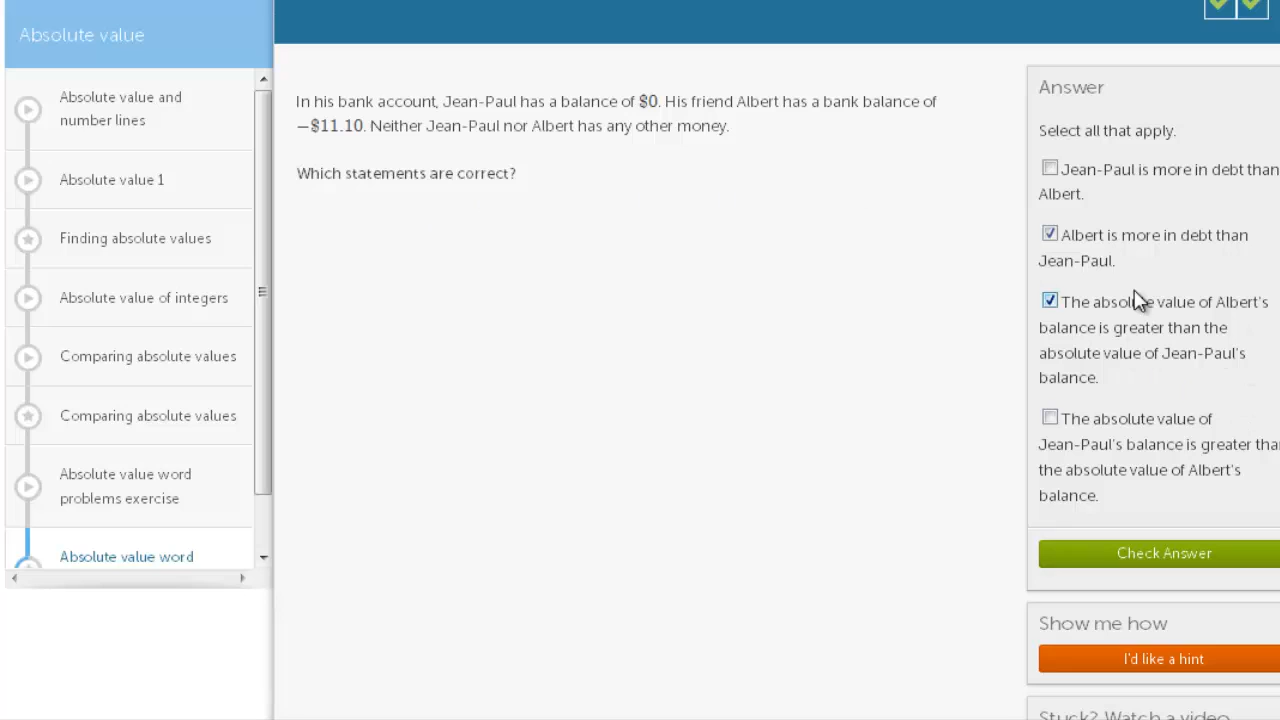 Absolute value
Absolute value and
number lines
Absolute value 1
Finding absolute values
Absolute value of integers
Comparing absolute values
Comparing absolute values
Absolute value word
problems exercise
Absolute value word
In his bank account, Jean-Paul has a balance of $0. His friend Albert has a bank balance of
−$11.10. Neither Jean-Paul nor Albert has any other money.
Which statements are correct?
Answer
Select all that apply.
Jean-Paul is more in debt than
Albert.
Albert is more in debt than
Jean-Paul.
The absolute value of Albert's
balance is greater than the
absolute value of Jean-Paul's
balance.
The absolute value of
Jean-Paul's balance is greater tha
the absolute value of Albert's
balance.
Check Answer
Show me how
I'd like a hint
Stuck? Watch a video